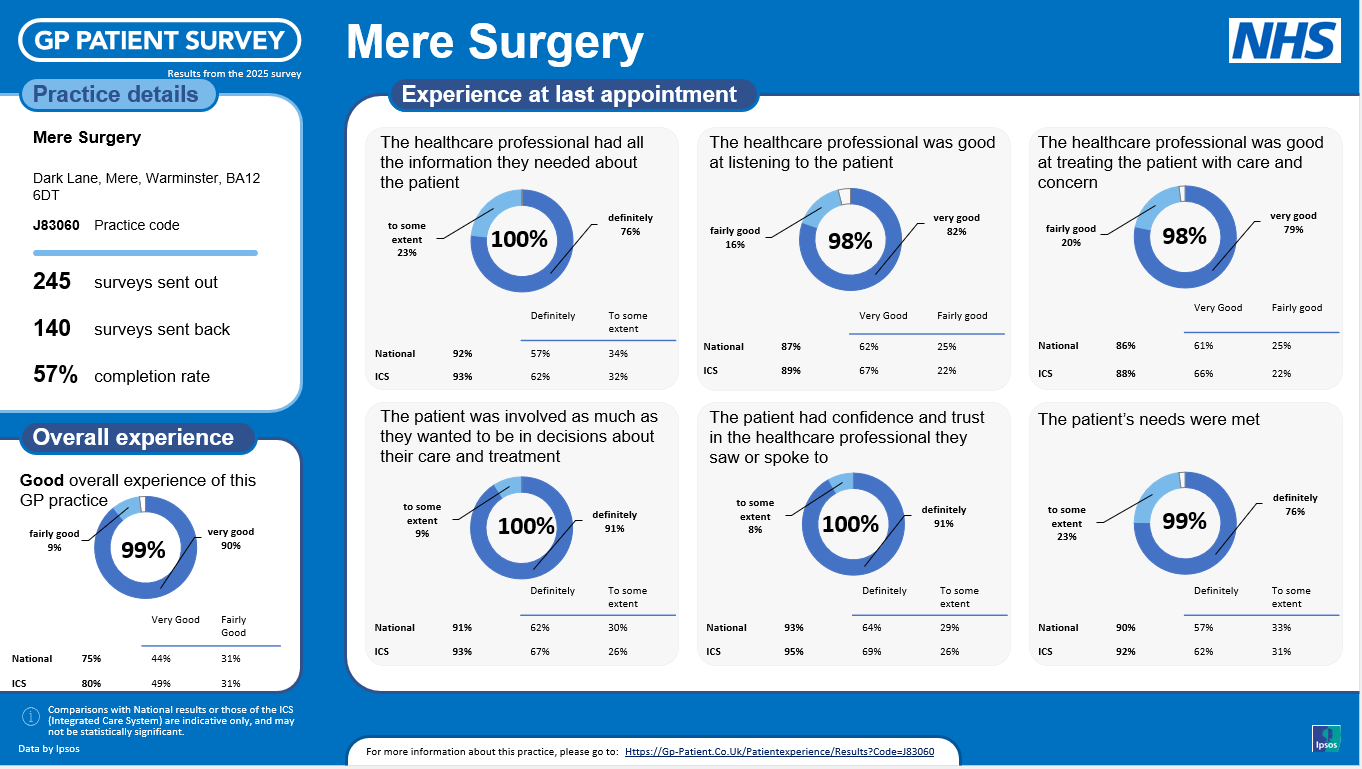 GP PATIENT SURVEY
Results from the 2025 survey
Mere Surgery
NHS
Practice details
Mere Surgery
Dark Lane, Mere, Warminster, BA12
6DT
J83060 Practice code
245 surveys sent out
140 surveys sent back
57% completion rate
Overall experience
Good overall experience of this
GP practice
fairly good
9%
99%
very good
90%
Very Good Fairly
Good
National 75% 44% 31%
ICS 80% 49% 31%
Comparisons with National results or those of the ICS
(Integrated Care System) are indicative only, and may
not be statistically significant.
Data by Ipsos
Experience at last appointment
The healthcare professional had all
the information they needed about
the patient
to some
extent
23%
100%
definitely
76%
Definitely To some
extent
National 92% 57% 34%
ICS 93% 62% 32%
The healthcare professional was good
at listening to the patient
fairly good
16%
98%
very good
82%
Very Good Fairly good
National 87% 62% 25%
ICS 89% 67% 22%
The healthcare professional was good
at treating the patient with care and
concern
fairly good
20%
98%
very good
79%
Very Good Fairly good
National 86% 61% 25%
ICS 88% 66% 22%
The patient was involved as much as
they wanted to be in decisions about
their care and treatment
to some
extent
9%
100%
definitely
91%
Definitely To some
extent
National 91% 62% 30%
ICS 93% 67% 26%
The patient had confidence and trust
in the healthcare professional they
saw or spoke to
to some
extent
8%
100%
definitely
91%
Definitely To some
extent
National 93% 64% 29%
ICS 95% 69% 26%
The patient’s needs were met
to some
extent
23%
99%
definitely
76%
Definitely To some
extent
National 90% 57% 33%
ICS 92% 62% 31%
For more information about this practice, please go to: Https://Gp-Patient.Co.Uk/Patientexperience/Results?Code=J83060
Ipsos